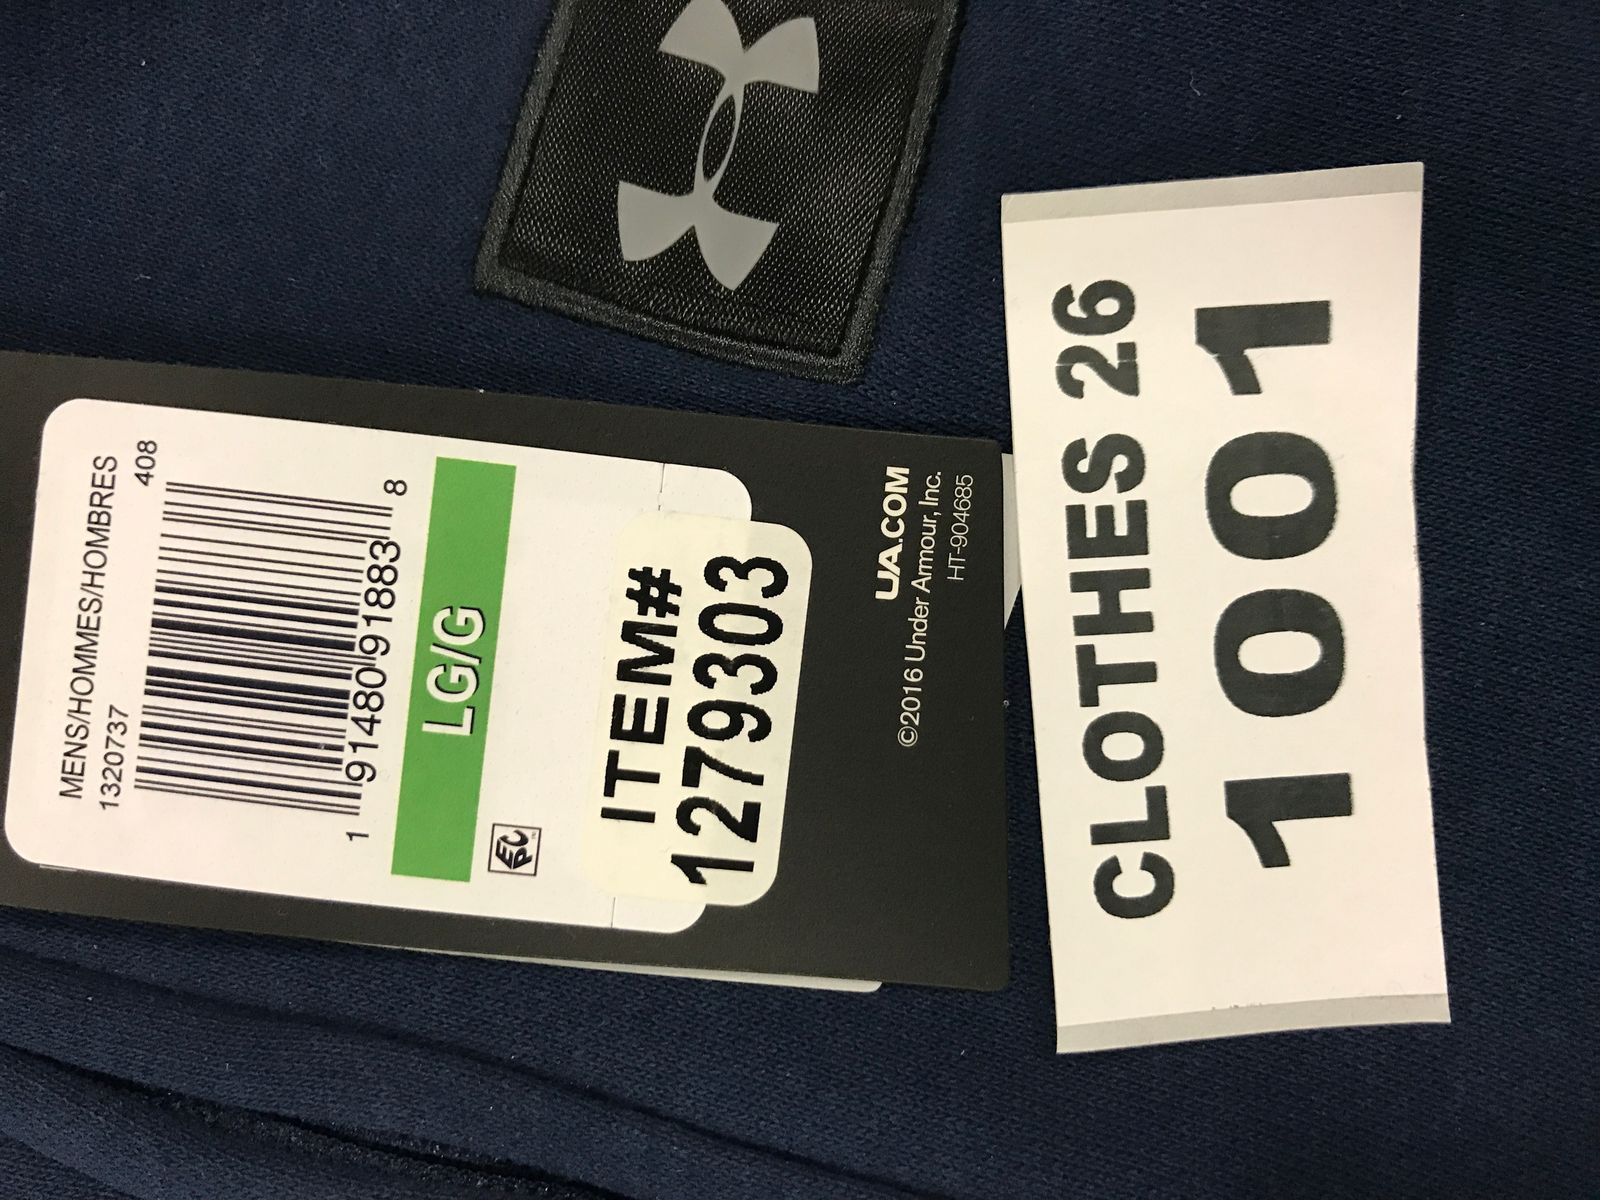 MENS/HOMMES/HOMBRES
1320737 408
1 91480 91883 8
LG/G
EPC
ITEM#
1279303
UA.COM
©2016 Under Armour, Inc.
HT-904685
CLOTHES 26
1001